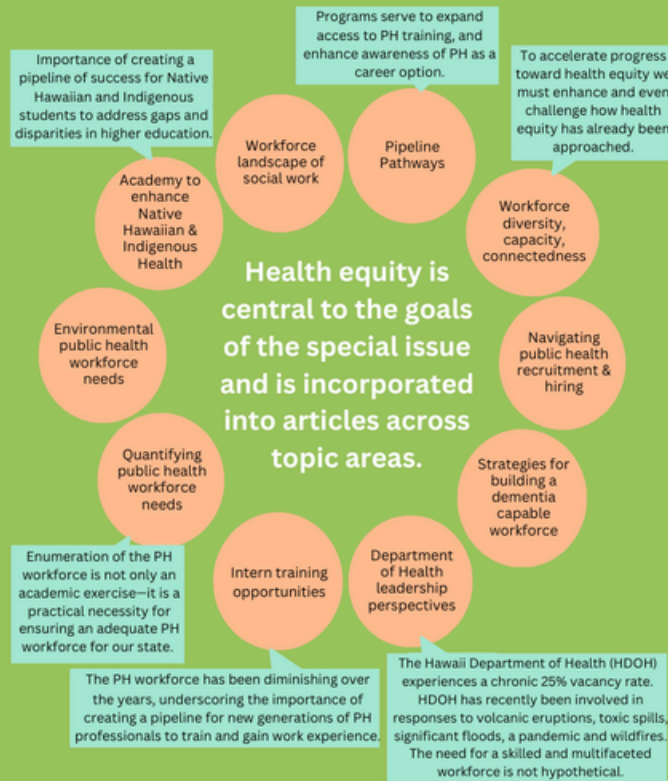 Programs serve to expand
access to PH training, and
enhance awareness of PH as a
career option.
Importance of creating a
pipeline of success for Native
Hawaiian and Indigenous
students to address gaps and
disparities in higher education.
To accelerate progress
toward health equity we
must enhance and even
challenge how health
equity has already been
approached.
Workforce
landscape of
social work
Pipeline
Pathways
Academy to
enhance
Native
Hawaiian &
Indigenous
Health
Workforce
diversity,
capacity,
connectedness
Health equity is
central to the goals
of the special issue
and is incorporated
into articles across
topic areas.
Environmental
public health
workforce
needs
Navigating
public health
recruitment &
hiring
Quantifying
public health
workforce
needs
Strategies for
building a
dementia
capable
workforce
Intern training
opportunities
Department
of Health
leadership
perspectives
Enumeration of the PH
workforce is not only an
academic exercise—it is a
practical necessity for
ensuring an adequate PH
workforce for our state.
The PH workforce has been diminishing over
the years, underscoring the importance of
creating a pipeline for new generations of PH
professionals to train and gain work experience.
The Hawaii Department of Health (HDOH)
experiences a chronic 25% vacancy rate.
HDOH has recently been involved in
responses to volcanic eruptions, toxic spills,
significant floods, a pandemic and wildfires.
The need for a skilled and multifaceted
workforce is not hypothetical.